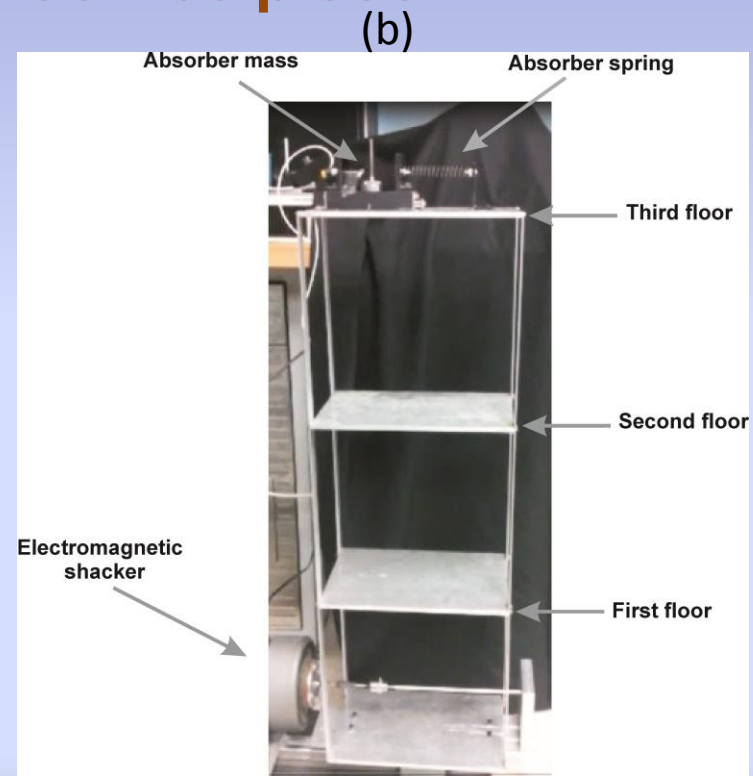 (b)
Absorber mass
Absorber spring
Third floor
Second floor
Electromagnetic
shacker
First floor